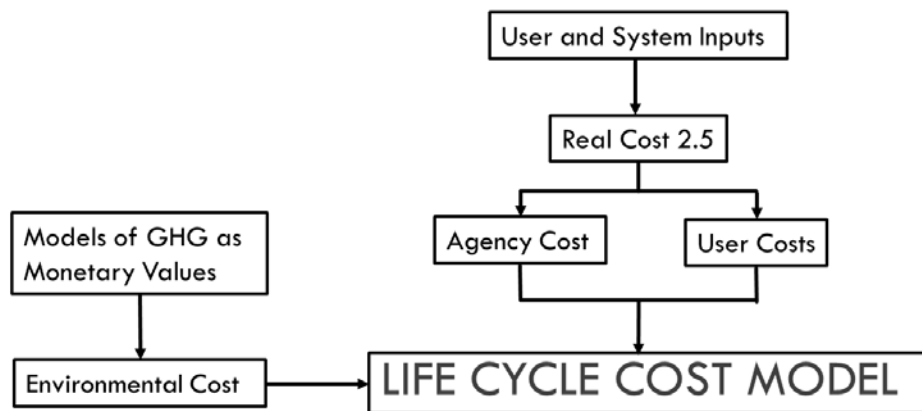 User and System Inputs
Real Cost 2.5
Agency Cost
User Costs
Models of GHG as
Monetary Values
Environmental Cost
LIFE CYCLE COST MODEL